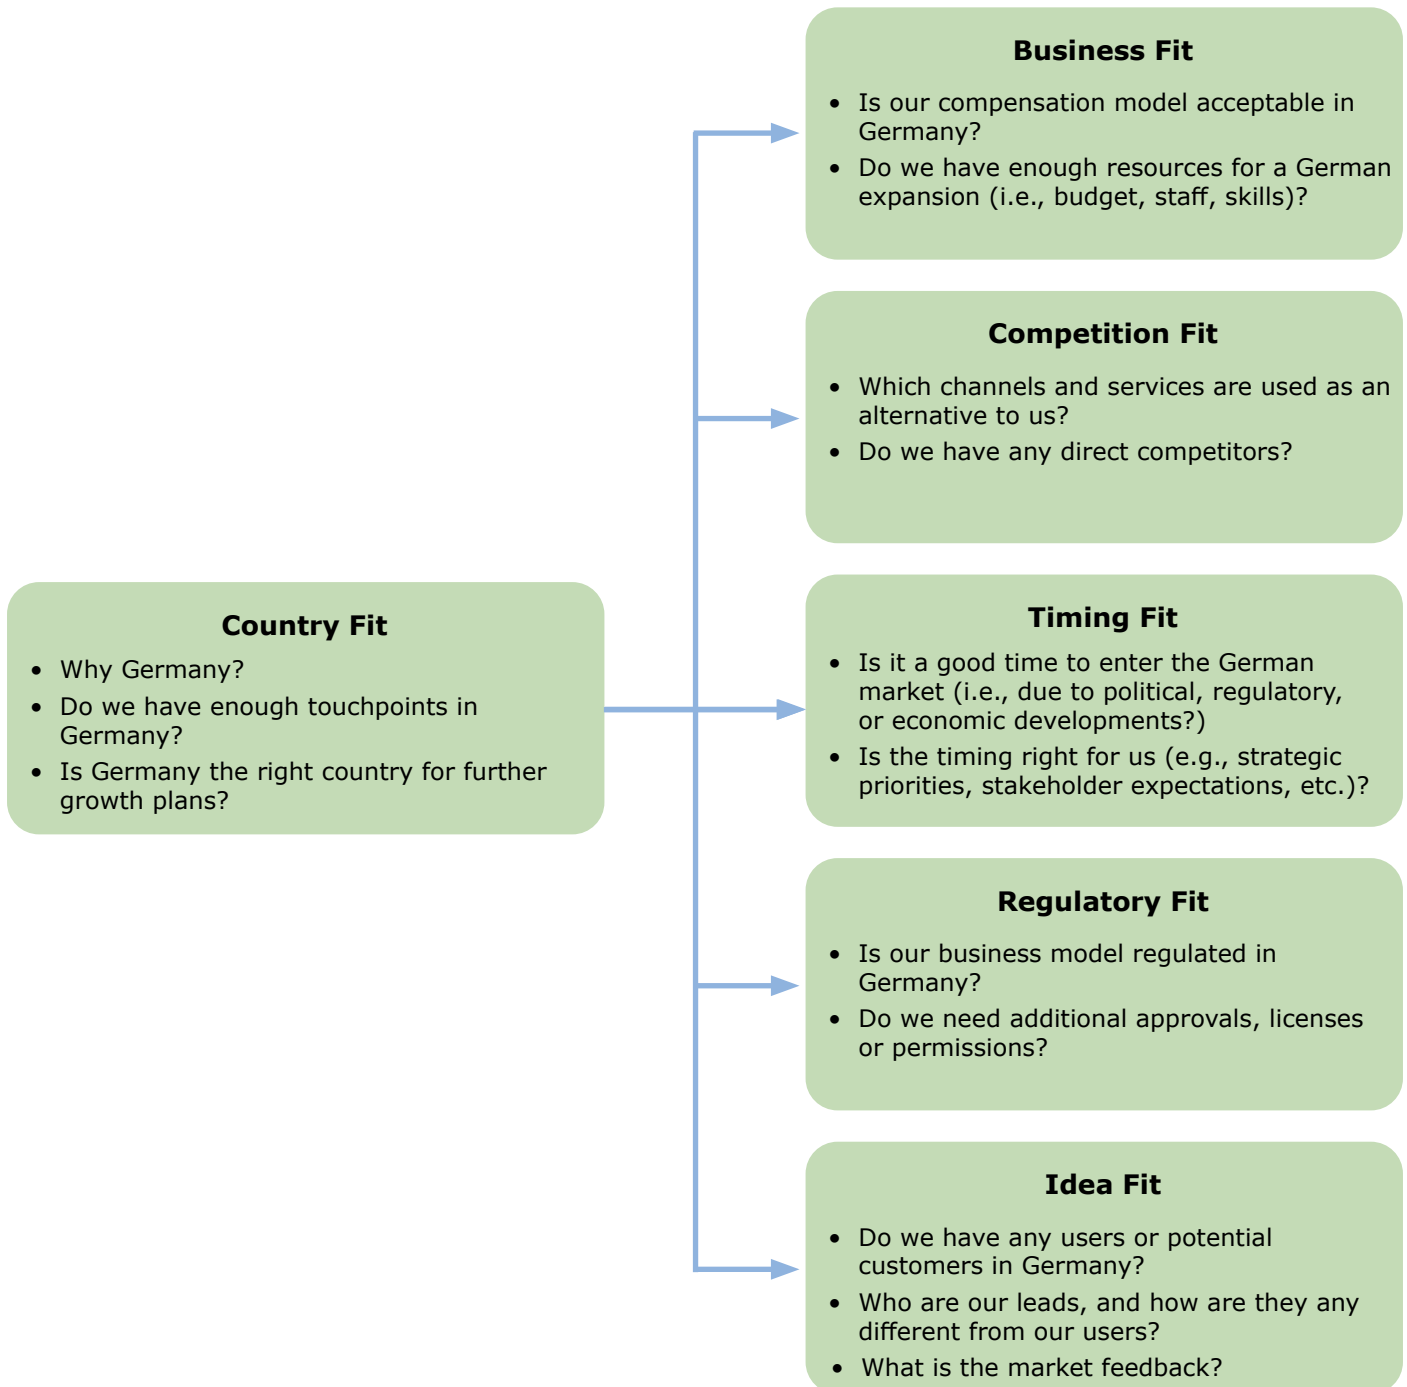 Business Fit
• Is our compensation model acceptable in
Germany?
• Do we have enough resources for a German
expansion (i.e., budget, staff, skills)?
Competition Fit
• Which channels and services are used as an
alternative to us?
• Do we have any direct competitors?
Country Fit
• Why Germany?
• Do we have enough touchpoints in
Germany?
• Is Germany the right country for further
growth plans?
Timing Fit
• Is it a good time to enter the German
market (i.e., due to political, regulatory,
or economic developments?)
• Is the timing right for us (e.g., strategic
priorities, stakeholder expectations, etc.)?
Regulatory Fit
• Is our business model regulated in
Germany?
• Do we need additional approvals, licenses
or permissions?
Idea Fit
• Do we have any users or potential
customers in Germany?
• Who are our leads, and how are they any
different from our users?
• What is the market feedback?